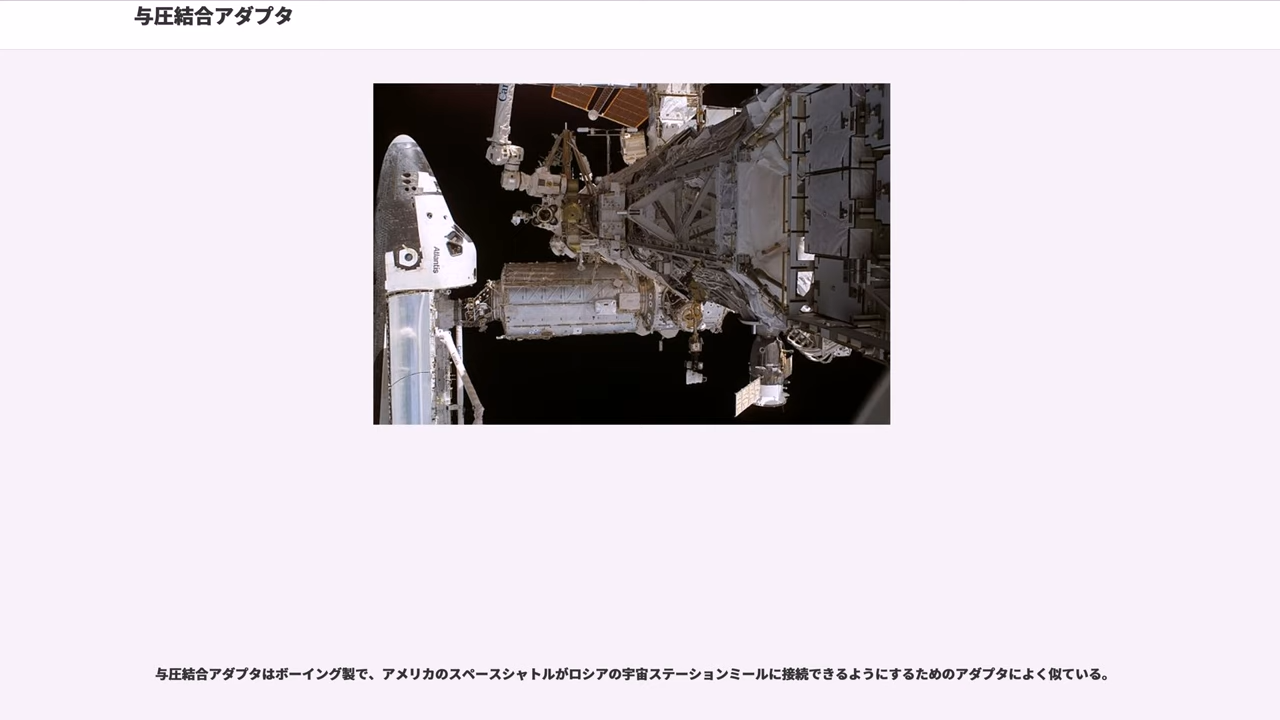 与圧結合アダプタ
Can
Atlantis
与圧結合アダプタはボーイング製で、アメリカのスペースシャトルがロシアの宇宙ステーションミールに接続できるようにするためのアダプタによく似ている。